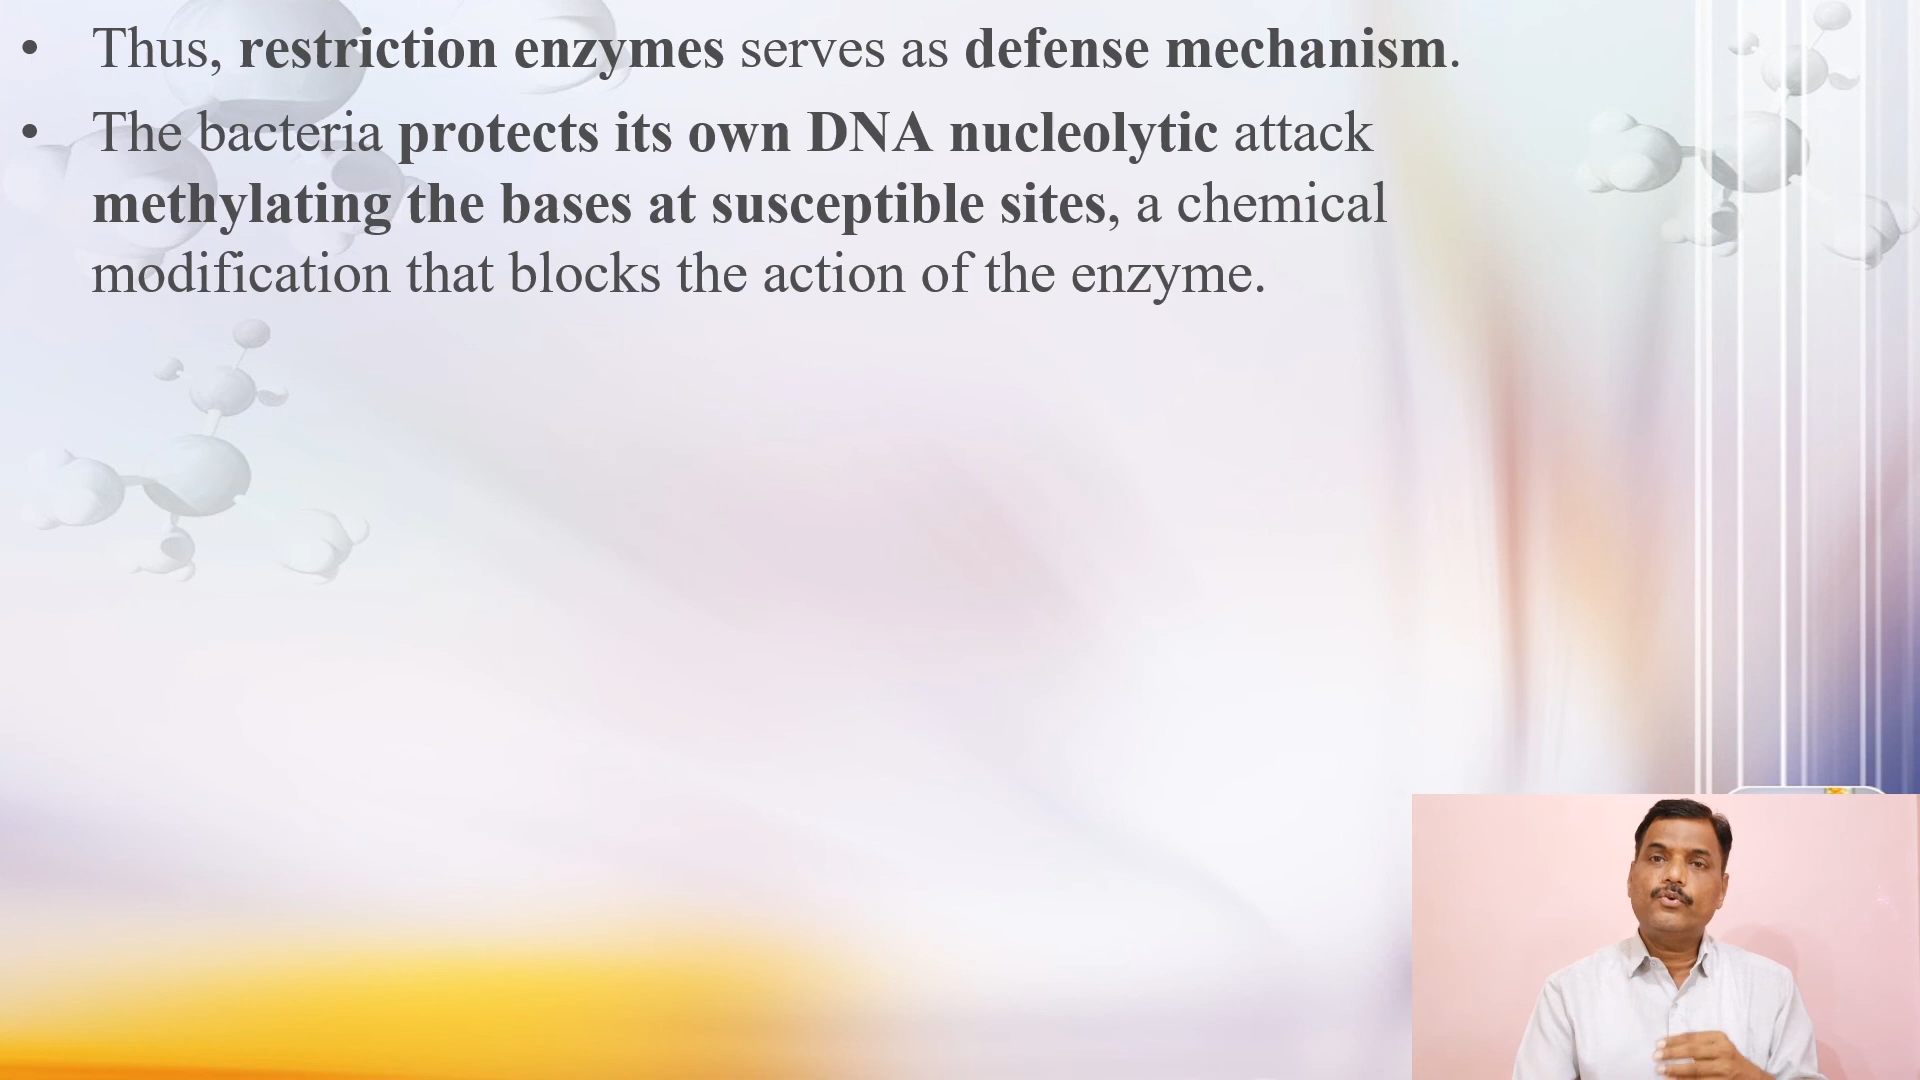 • Thus, restriction enzymes serves as defense mechanism.
• The bacteria protects its own DNA nucleolytic attack
methylating the bases at susceptible sites, a chemical
modification that blocks the action of the enzyme.